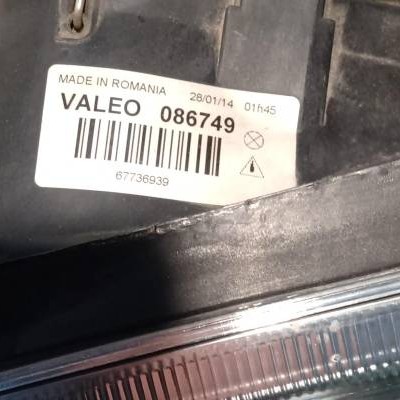 MADE IN ROMANIA 28/01/14 01h45
VALEO 086749
67736939